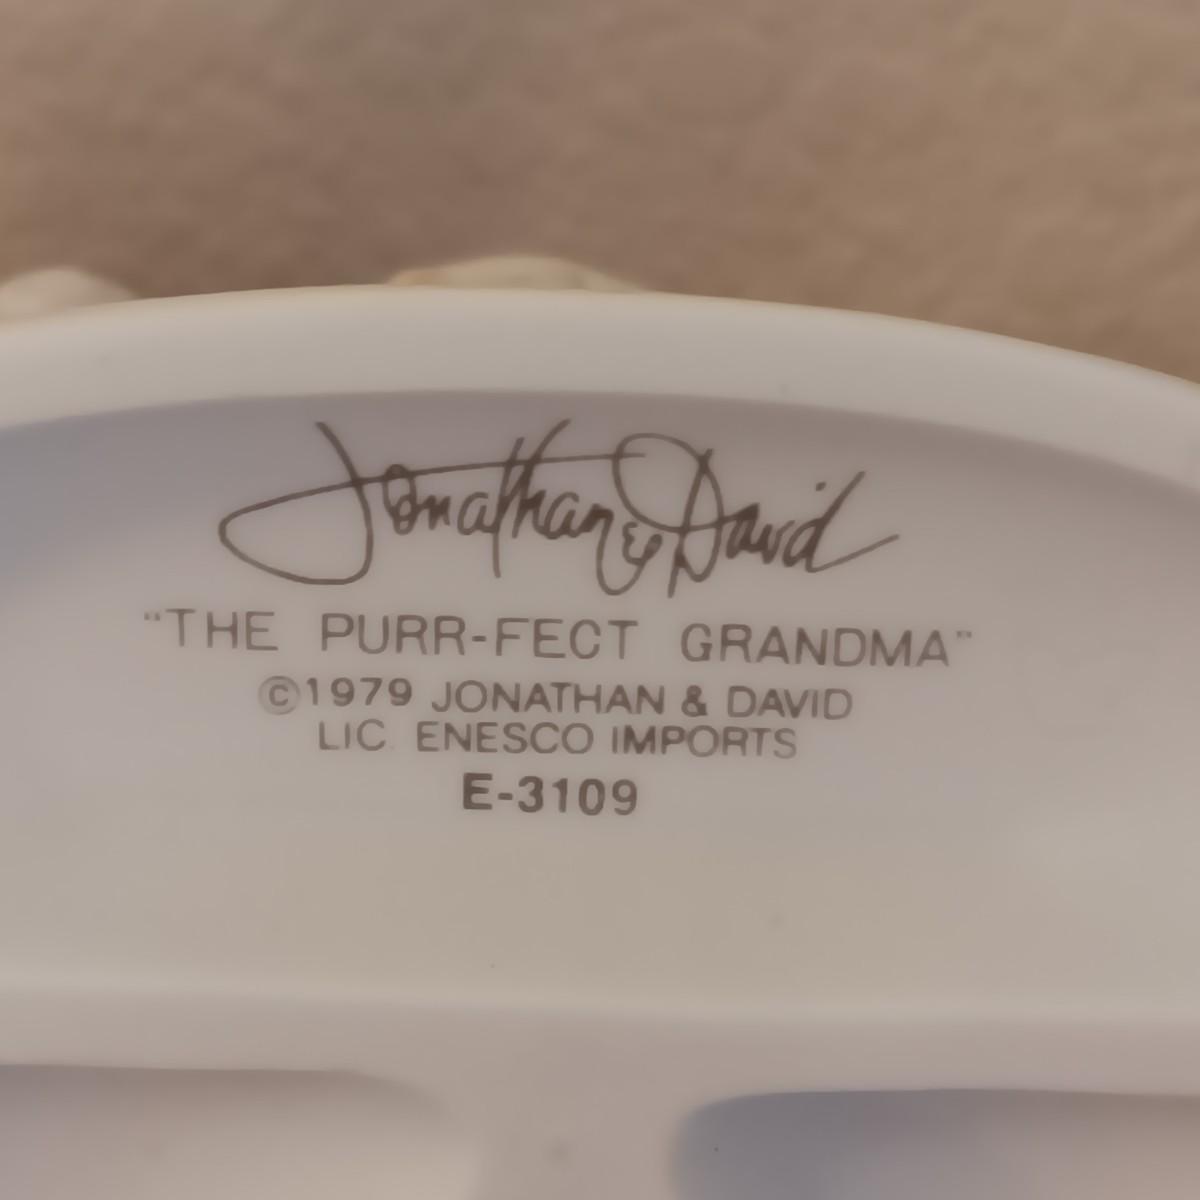 Jonathan & David
"THE PURR-FECT GRANDMA"
©1979 JONATHAN & DAVID
LIC. ENESCO IMPORTS
E-3109